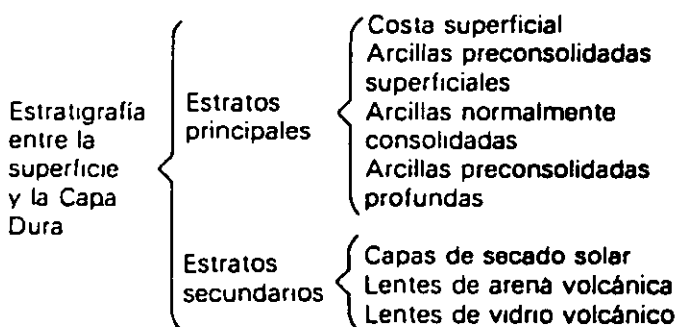 Estratigrafía
entre la
superficie
y la Capa
Dura
Estratos
principales
Costa superficial
Arcillas preconsolidadas
superficiales
Arcillas normalmente
consolidadas
Arcillas preconsolidadas
profundas
Estratos
secundarios
Capas de secado solar
Lentes de arena volcánica
Lentes de vidrio volcánico